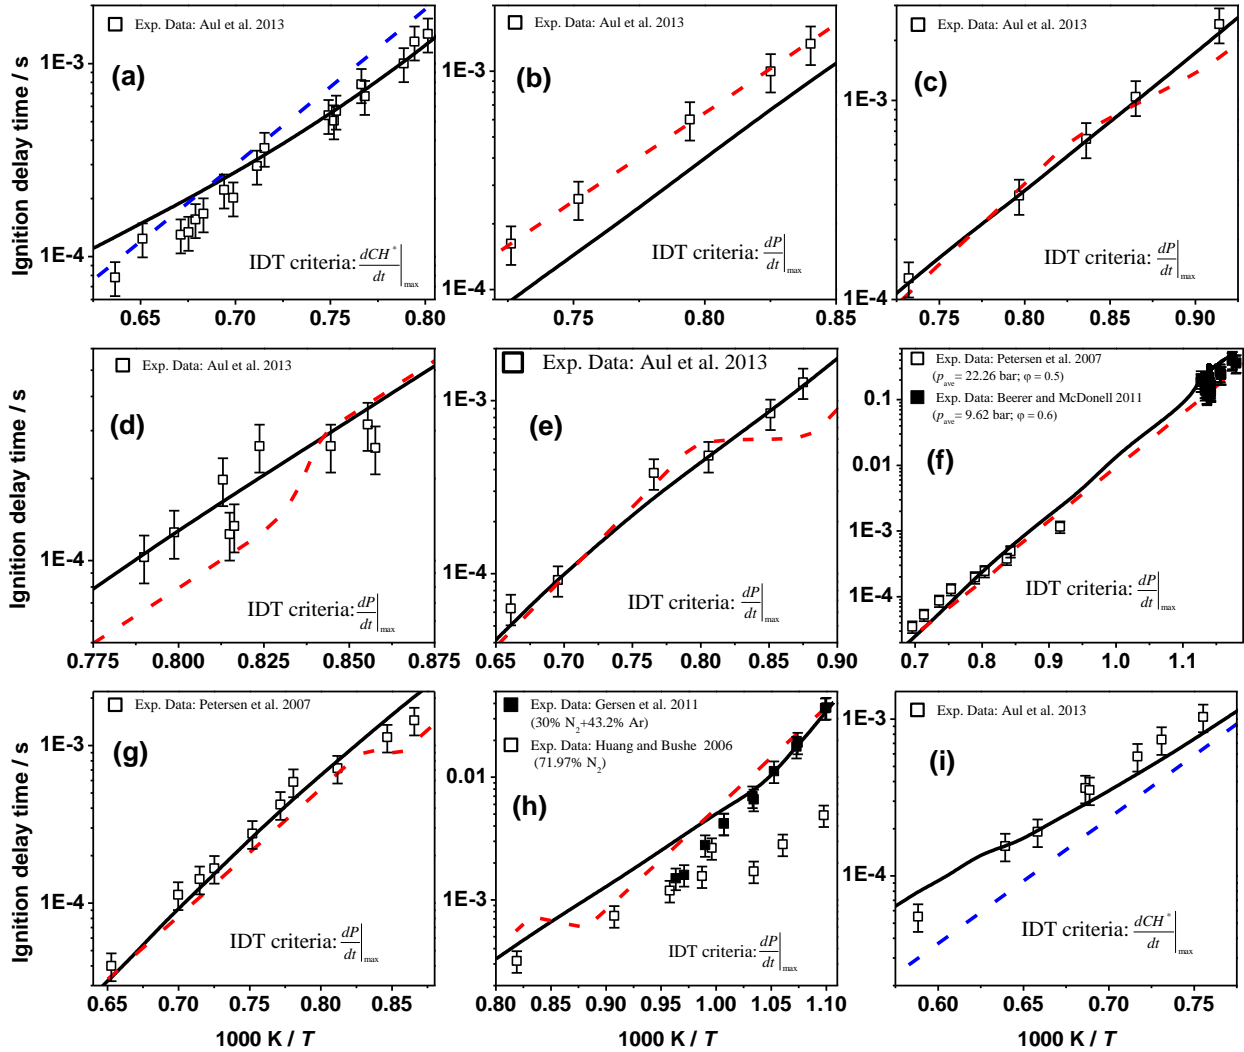 Exp. Data: Aul et al. 2013
(a)
IDT criteria: dCH*/dt|max
1E-3
1E-4
0.65 0.70 0.75 0.80
Exp. Data: Aul et al. 2013
(b)
IDT criteria: dP/dt|max
1E-3
1E-4
0.75 0.80 0.85
Exp. Data: Aul et al. 2013
(c)
IDT criteria: dP/dt|max
1E-3
1E-4
0.75 0.80 0.85 0.90
Ignition delay time / s
Exp. Data: Aul et al. 2013
(d)
IDT criteria: dP/dt|max
1E-4
0.775 0.800 0.825 0.850 0.875
Exp. Data: Aul et al. 2013
(e)
IDT criteria: dP/dt|max
1E-3
1E-4
0.65 0.70 0.75 0.80 0.85 0.90
Exp. Data: Petersen et al. 2007
(pave= 22.26 bar; φ = 0.5)
Exp. Data: Beerer and McDonell 2011
(pave= 9.62 bar; φ = 0.6)
(f)
IDT criteria: dP/dt|max
0.1
0.01
1E-3
1E-4
0.7 0.8 0.9 1.0 1.1
Ignition delay time / s
Exp. Data: Petersen et al. 2007
(g)
IDT criteria: dP/dt|max
1E-3
1E-4
0.65 0.70 0.75 0.80 0.85
1000 K / T
Exp. Data: Gersen et al. 2011
(30% N2+43.2% Ar)
Exp. Data: Huang and Bushe 2006
(71.97% N2)
(h)
IDT criteria: dP/dt|max
0.01
1E-3
0.80 0.85 0.90 0.95 1.00 1.05 1.10
1000 K / T
Exp. Data: Aul et al. 2013
(i)
IDT criteria: dCH*/dt|max
1E-3
1E-4
0.60 0.65 0.70 0.75
1000 K / T
Ignition delay time / s